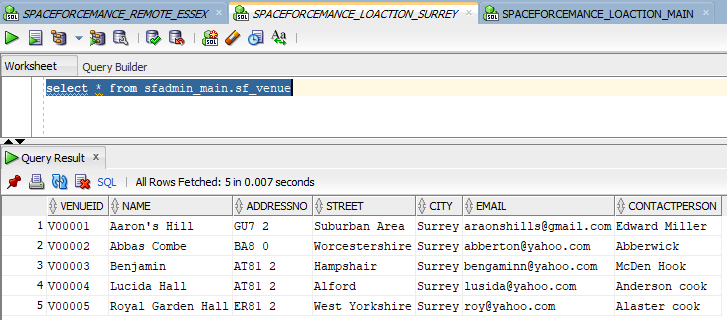 SPACEFORCEMANCE_REMOTE_ESSEX x SPACEFORCEMANCE_LOACTION_SURREY x SPACEFORCEMANCE_LOACTION_MAIN
SQL Aa
Worksheet Query Builder
select * from sfadmin_main.sf_venue
Query Result x
SQL | All Rows Fetched: 5 in 0.007 seconds
VENUEID NAME ADDRESSNO STREET CITY EMAIL CONTACTPERSON
1 V00001 Aaron's Hill GU7 2 Suburban Area Surrey araonshills@gmail.com Edward Miller
2 V00002 Abbas Combe BA8 0 Worcestershire Surrey abberton@yahoo.com Abberwick
3 V00003 Benjamin AT81 2 Hampshair Surrey bengaminn@yahoo.com McDen Hook
4 V00004 Lucida Hall AT81 2 Alford Surrey lusida@yahoo.com Anderson cook
5 V00005 Royal Garden Hall ER81 2 West Yorkshire Surrey roy@yahoo.com Alaster cook